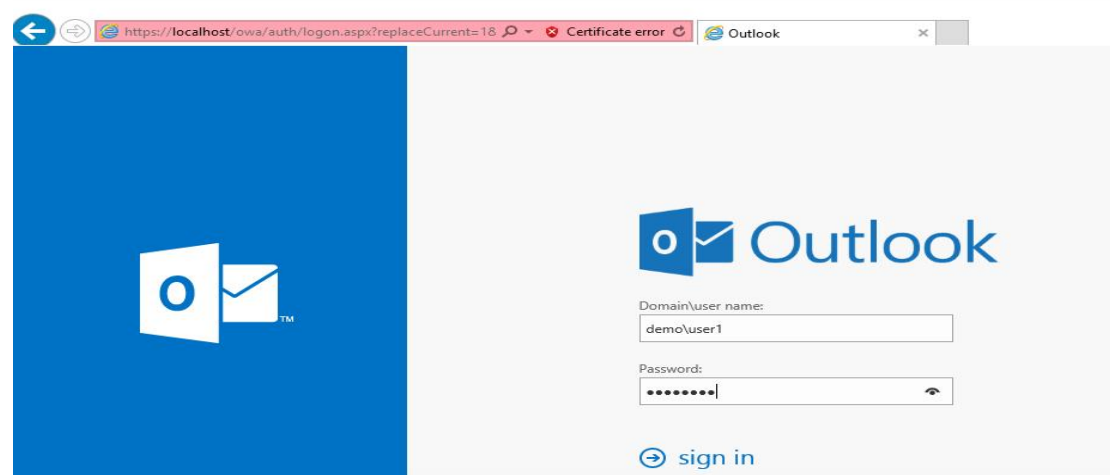 https://localhost/owa/auth/logon.aspx?replaceCurrent=18 Certificate error Outlook
Outlook
Domain\user name:
demo\user1
Password:
••••••••
sign in
O
TM